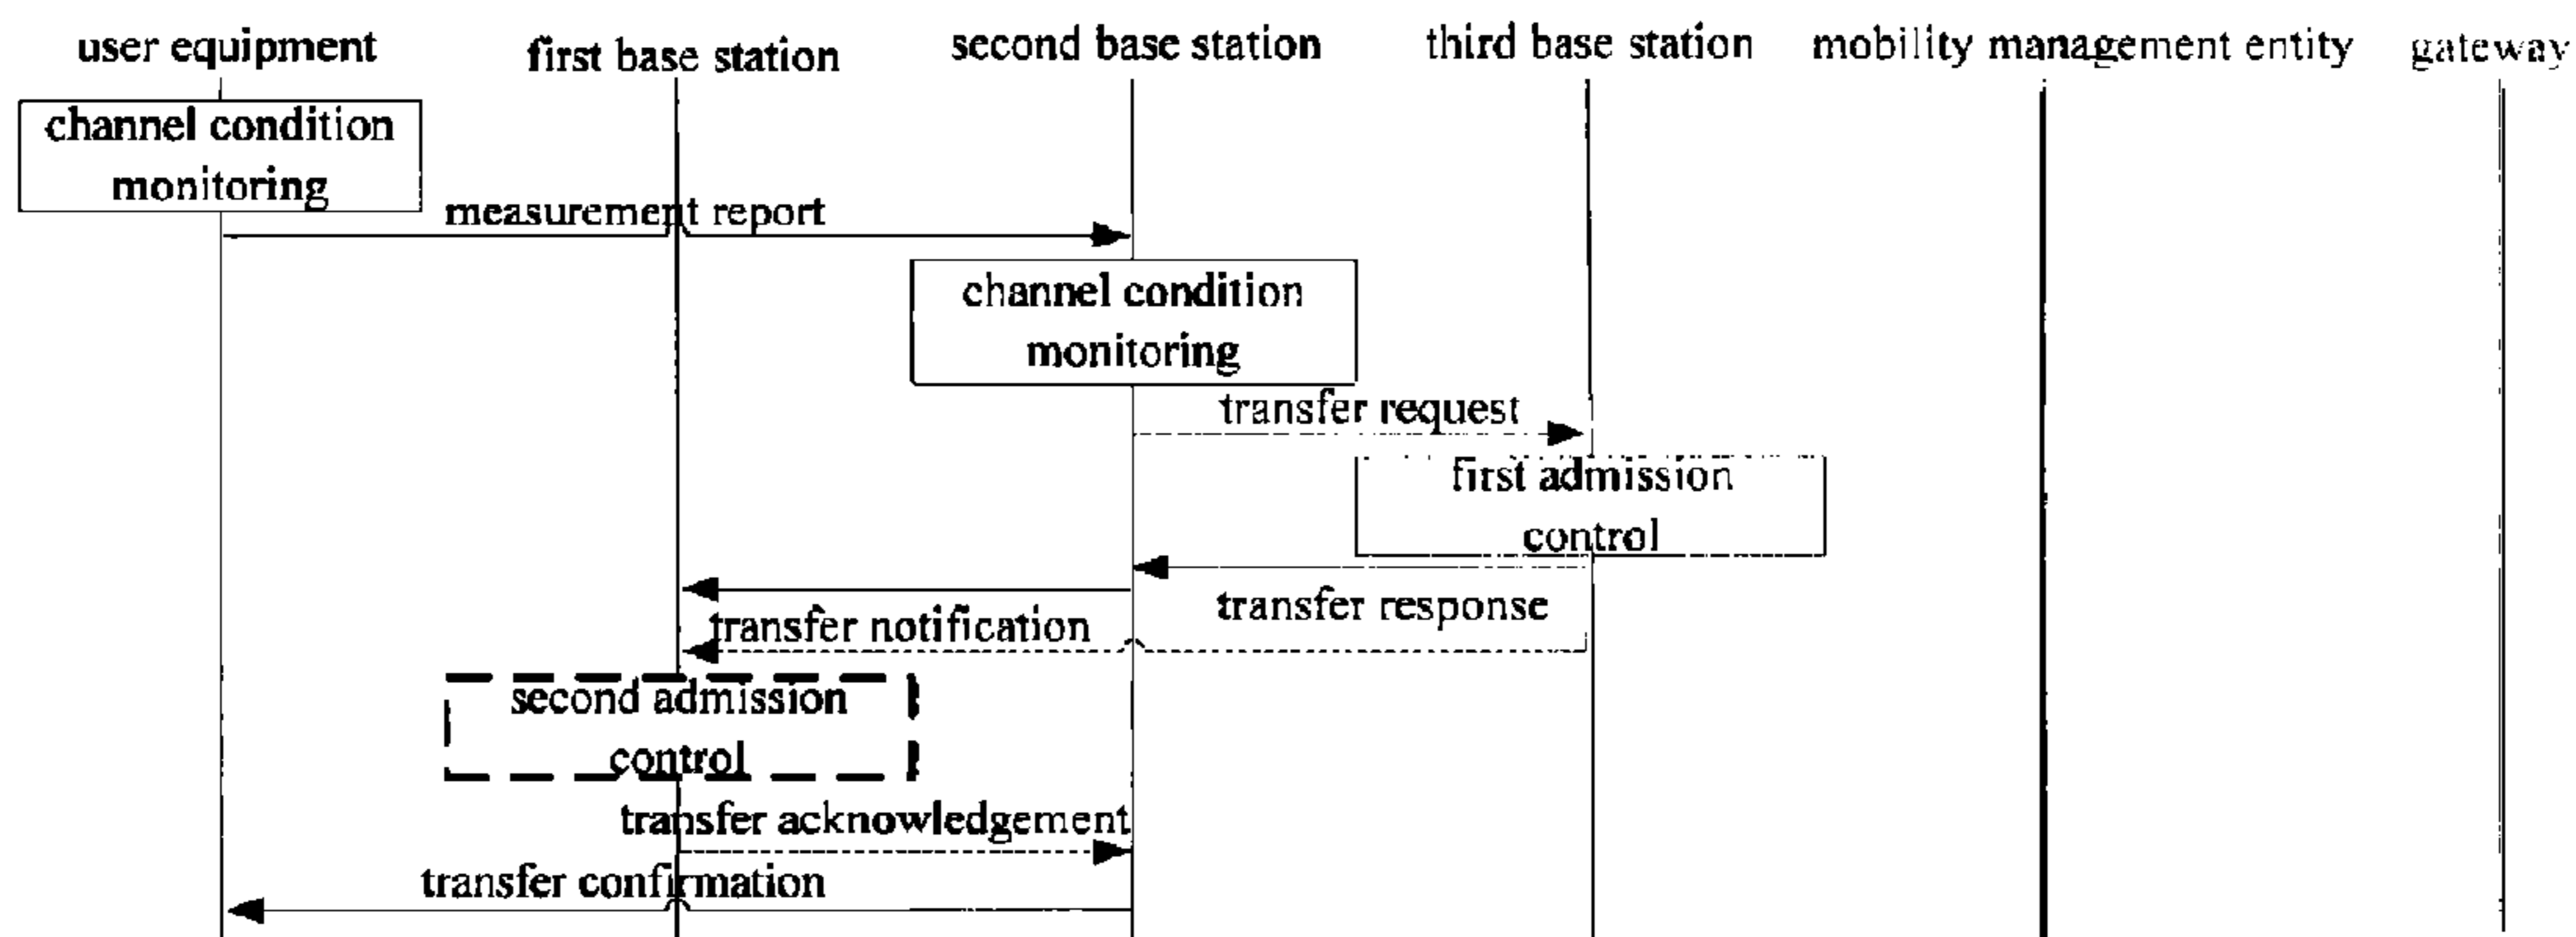 user equipment
first base station
second base station
third base station
mobility management entity
gateway
channel condition
monitoring
measurement report
channel condition
monitoring
transfer request
first admission
control
transfer response
transfer notification
second admission
control
transfer acknowledgement
transfer confirmation